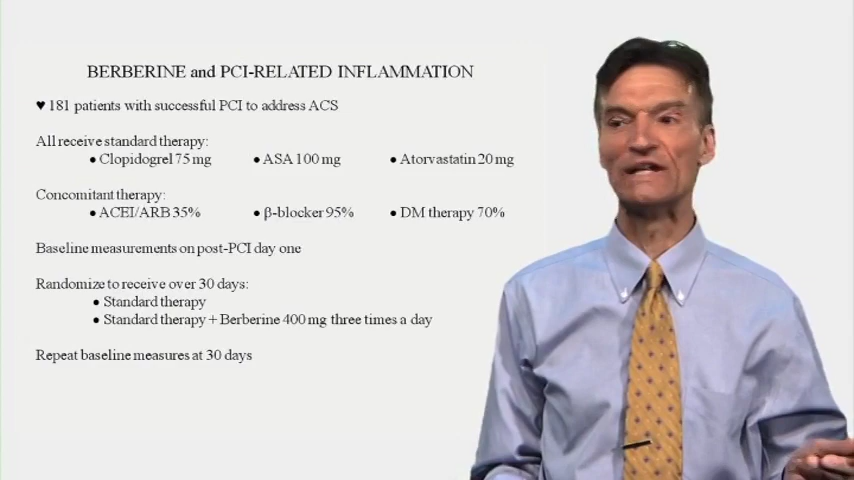 BERBERINE and PCI-RELATED INFLAMMATION
♥ 181 patients with successful PCI to address ACS
All receive standard therapy:
• Clopidogrel 75 mg • ASA 100 mg • Atorvastatin 20 mg
Concomitant therapy:
• ACEI/ARB 35% • β-blocker 95% • DM therapy 70%
Baseline measurements on post-PCI day one
Randomize to receive over 30 days:
• Standard therapy
• Standard therapy + Berberine 400 mg three times a day
Repeat baseline measures at 30 days